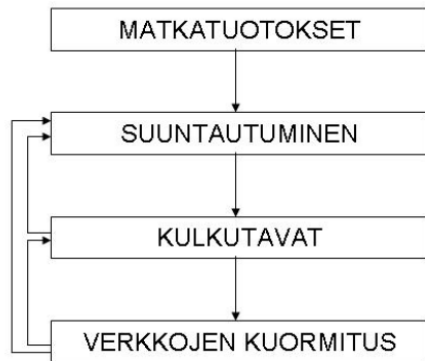 MATKATUOTOKSET
SUUNTAUTUMINEN
KULKUTAVAT
VERKKOJEN KUORMITUS